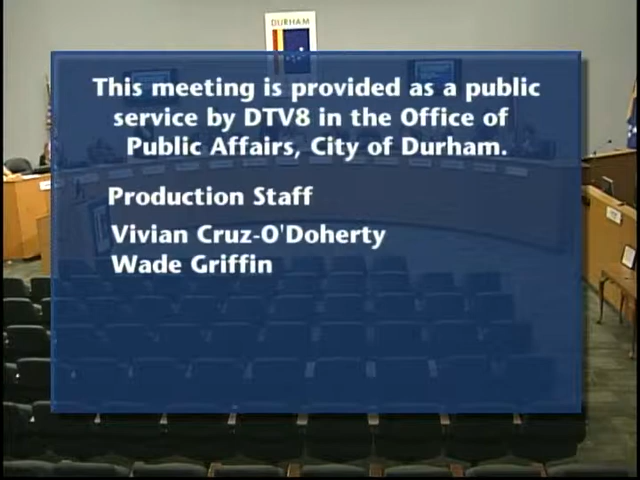 DURHAM
This meeting is provided as a public
service by DTV8 in the Office of
Public Affairs, City of Durham.
Production Staff
Vivian Cruz-O'Doherty
Wade Griffin